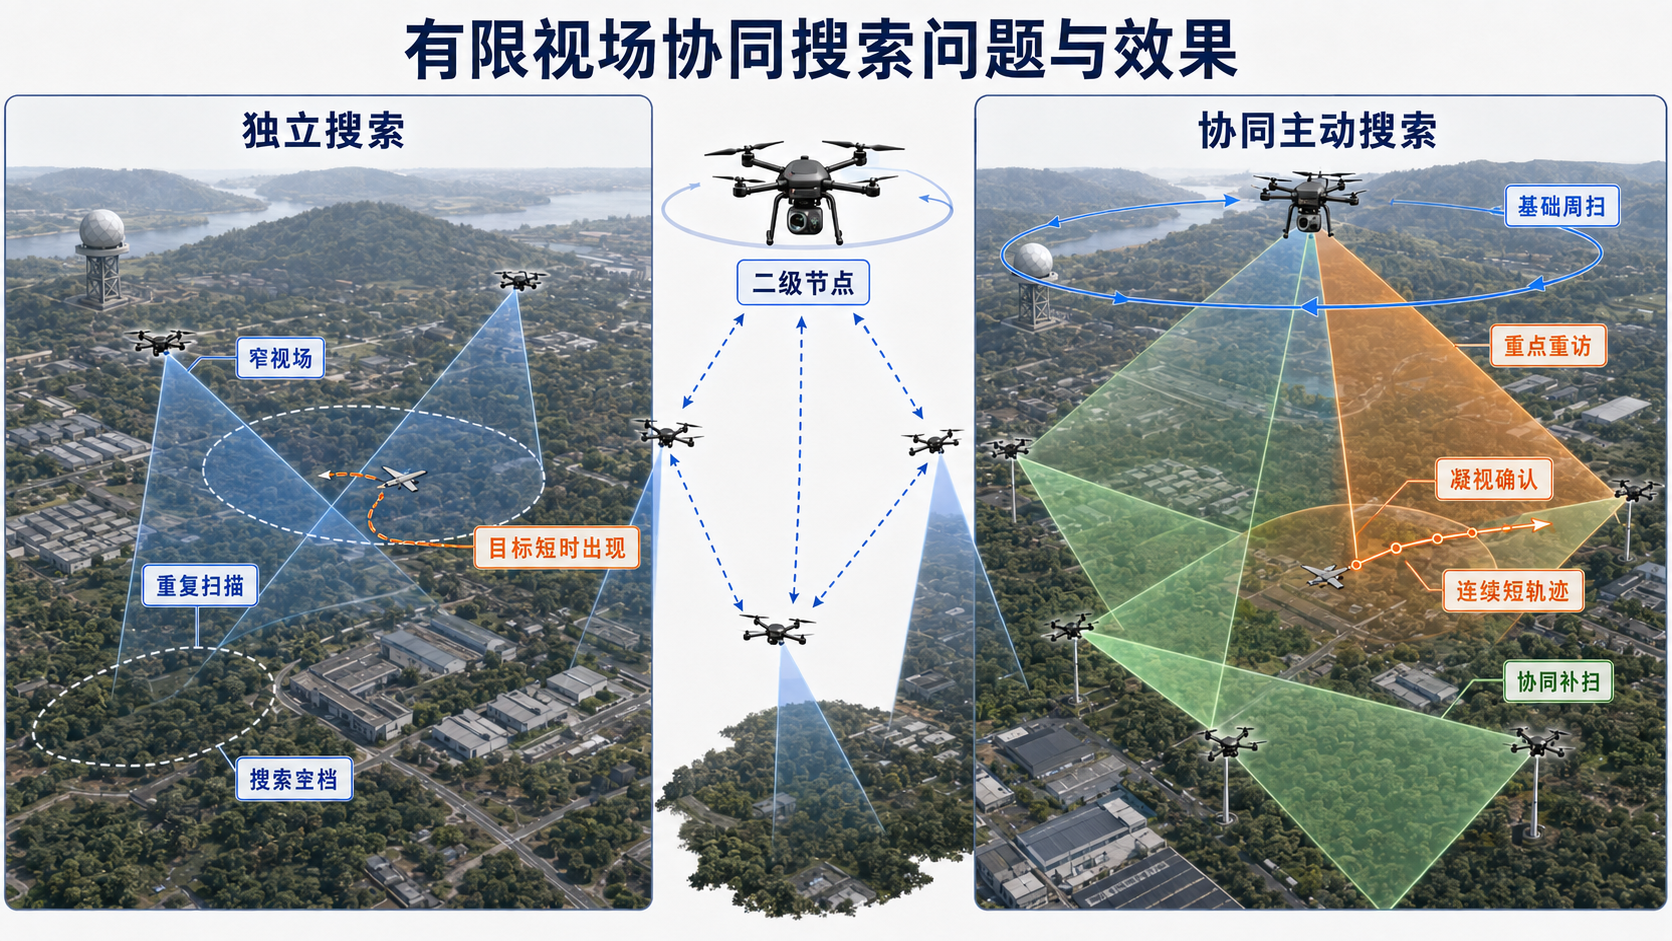 有限视场协同搜索问题与效果
独立搜索
窄视场
目标短时出现
重复扫描
搜索空档
二级节点
协同主动搜索
基础周扫
重点重访
凝视确认
连续短轨迹
协同补扫